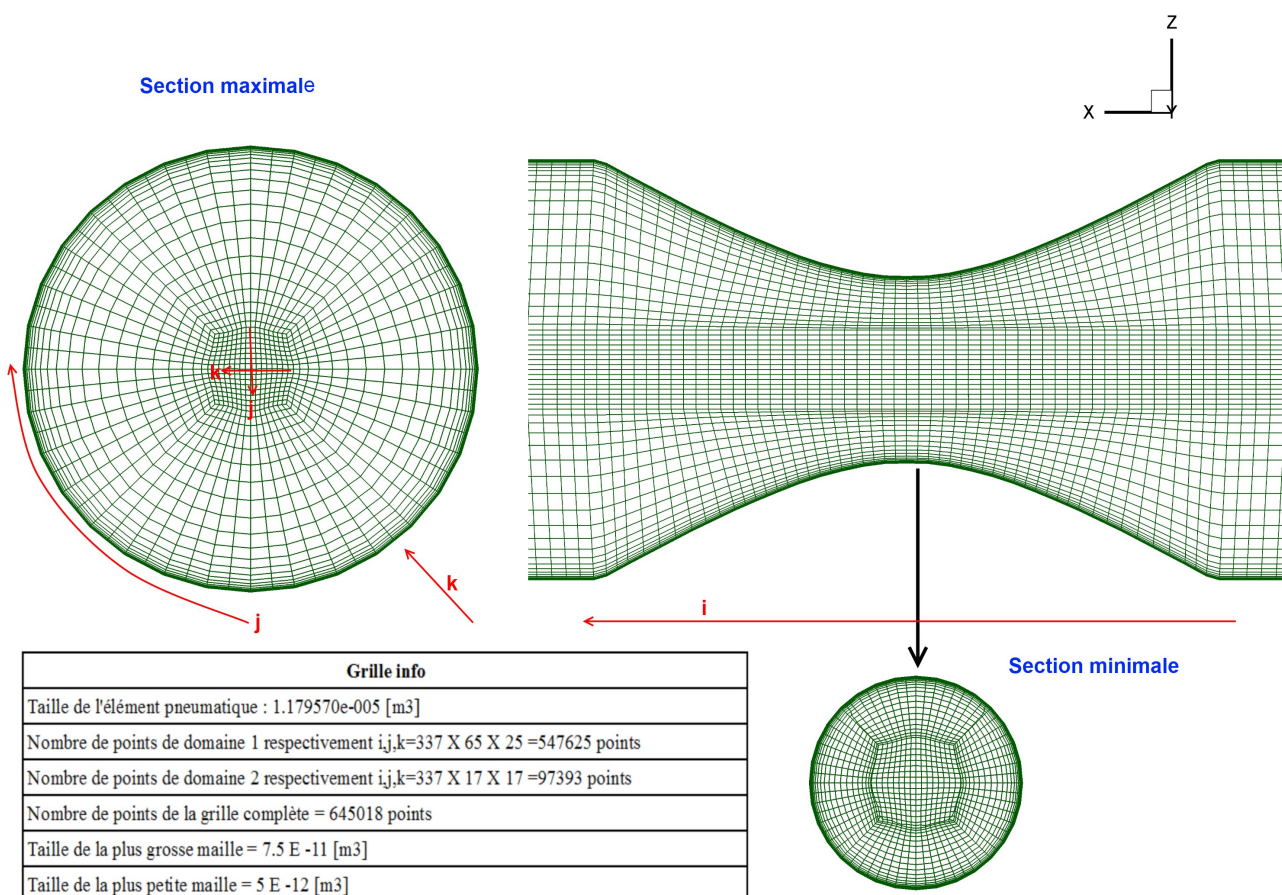 Z
Section maximale
X
Y
k
j
k
j
i
Section minimale
Grille info
Taille de l'élément pneumatique : 1.179570e-005 [m3]
Nombre de points de domaine 1 respectivement i,j,k=337 X 65 X 25 =547625 points
Nombre de points de domaine 2 respectivement i,j,k=337 X 17 X 17 =97393 points
Nombre de points de la grille complète = 645018 points
Taille de la plus grosse maille = 7.5 E -11 [m3]
Taille de la plus petite maille = 5 E -12 [m3]